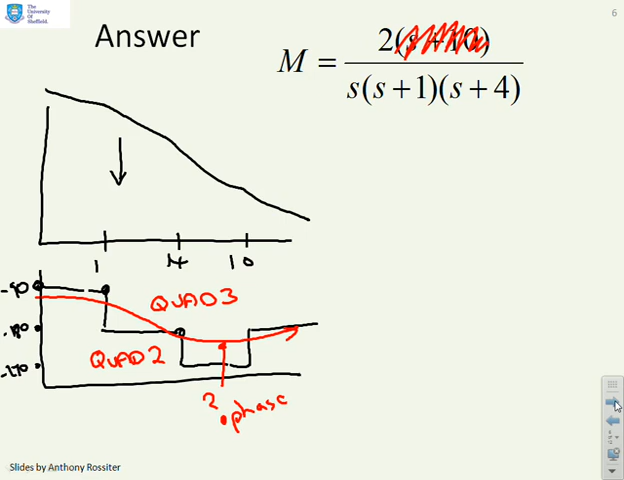 The
University
Of
Sheffield.
6
Answer
M = 2(s + 10) / s(s + 1)(s + 4)
1 4 10
-90
QUAD 3
-180
QUAD 2
-270
? phase
Slides by Anthony Rossiter